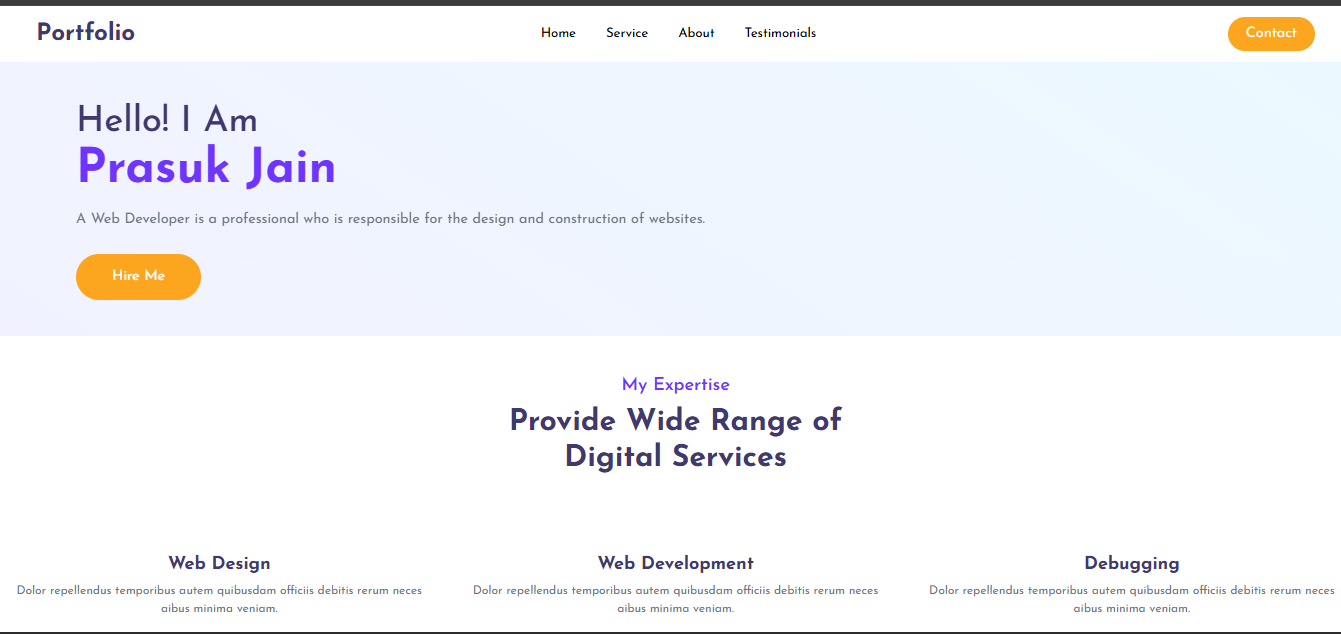 Portfolio
Home Service About Testimonials
Contact
Hello! I Am
Prasuk Jain
A Web Developer is a professional who is responsible for the design and construction of websites.
Hire Me
My Expertise
Provide Wide Range of
Digital Services
Web Design
Dolor repellendus temporibus autem quibusdam officiis debitis rerum neces
aibus minima veniam.
Web Development
Dolor repellendus temporibus autem quibusdam officiis debitis rerum neces
aibus minima veniam.
Debugging
Dolor repellendus temporibus autem quibusdam officiis debitis rerum neces
aibus minima veniam.